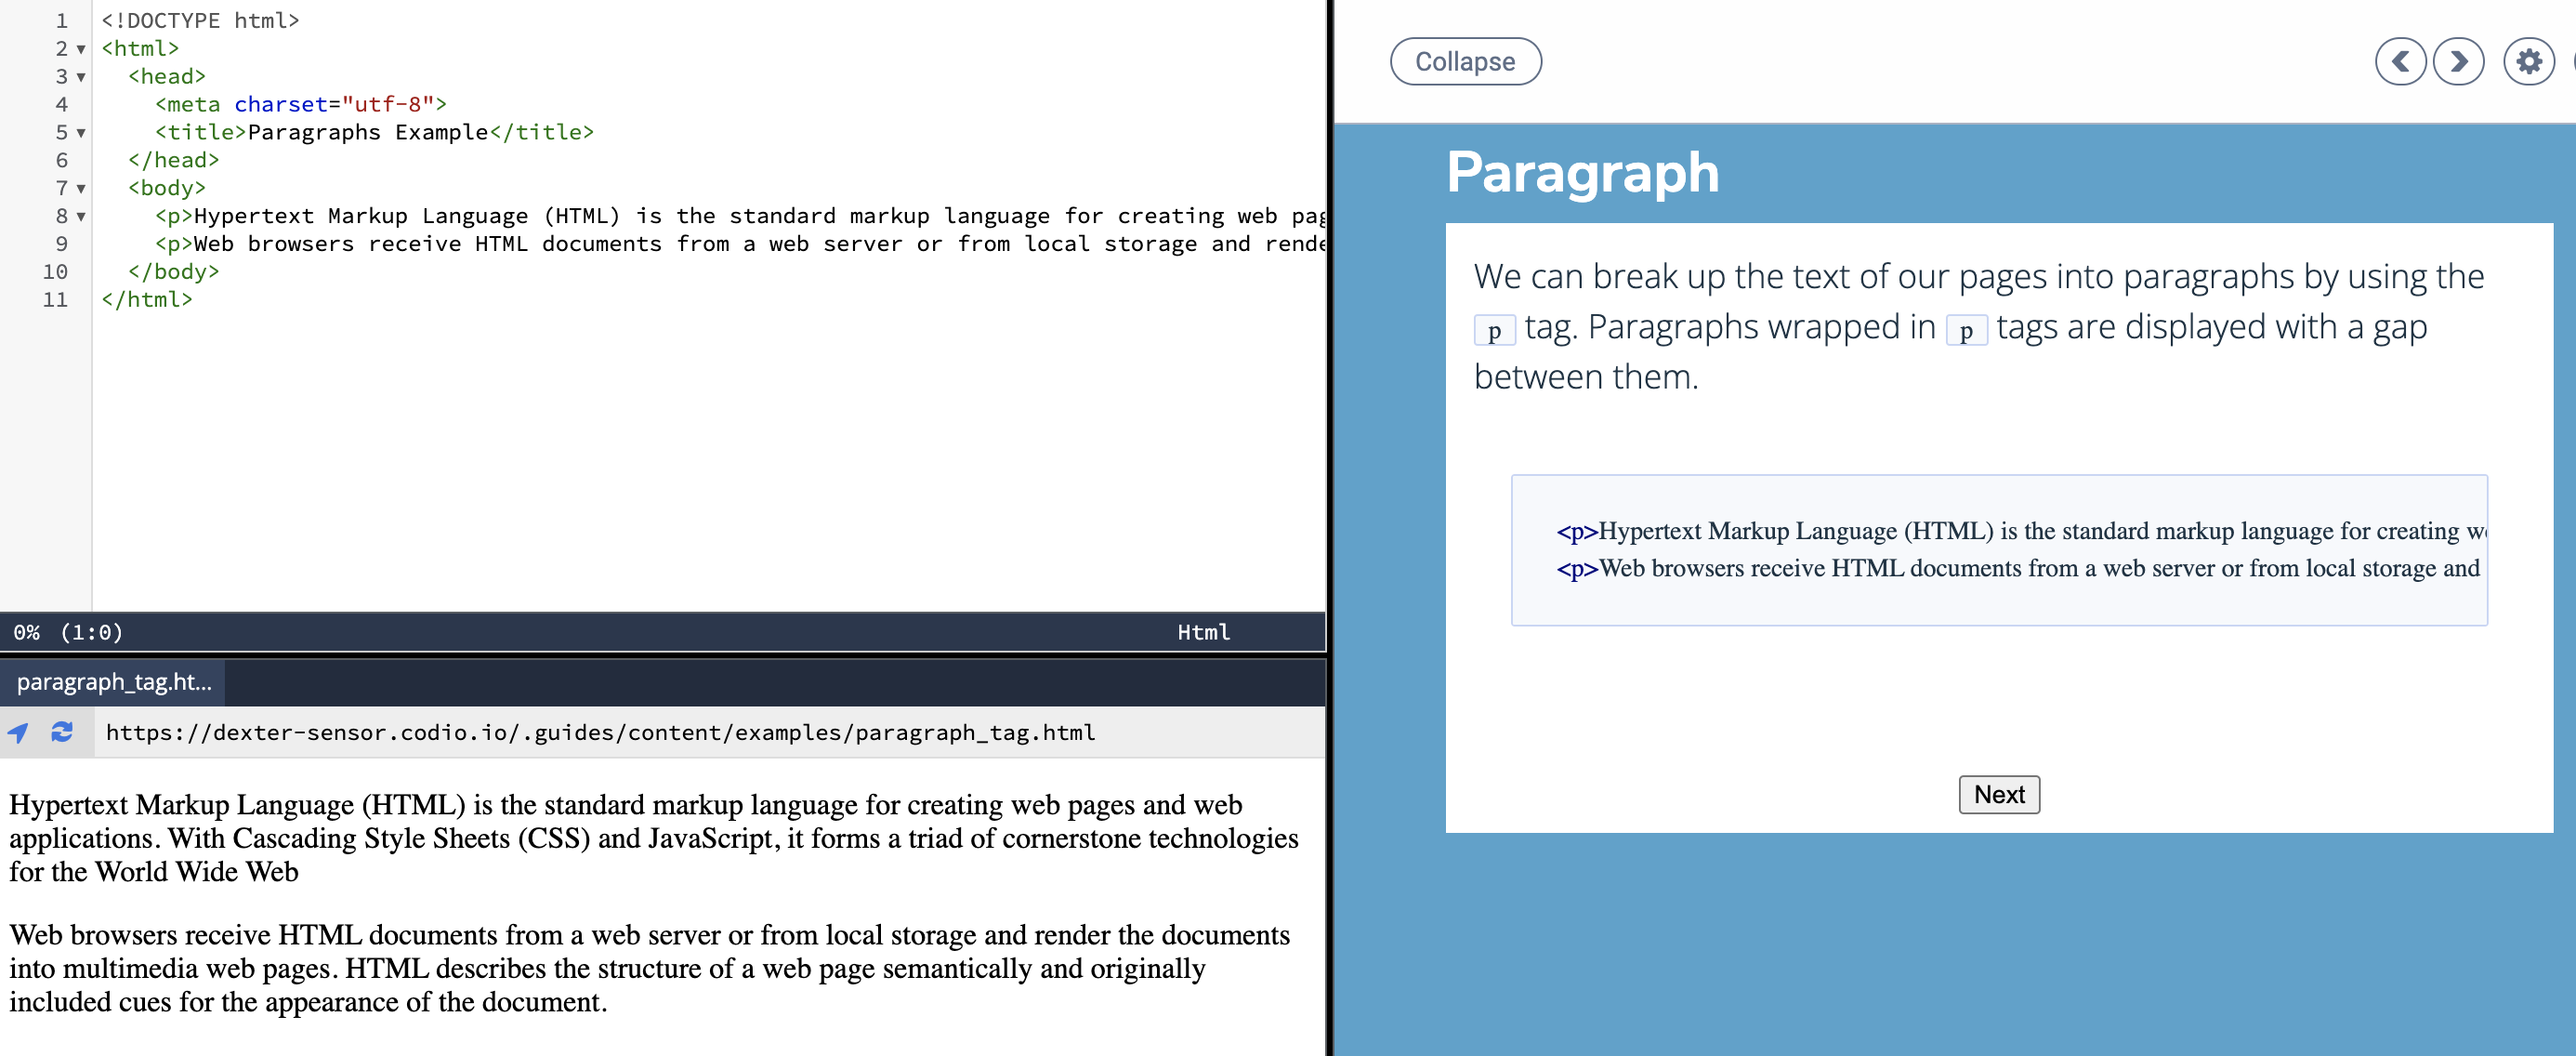 1 <!DOCTYPE html>
2 <html>
3 <head>
4 <meta charset="utf-8">
5 <title>Paragraphs Example</title>
6 </head>
7 <body>
8 <p>Hypertext Markup Language (HTML) is the standard markup language for creating web pag
9 <p>Web browsers receive HTML documents from a web server or from local storage and rende
10 </body>
11 </html>
0% (1:0) Html
paragraph_tag.ht...
https://dexter-sensor.codio.io/.guides/content/examples/paragraph_tag.html
Hypertext Markup Language (HTML) is the standard markup language for creating web pages and web
applications. With Cascading Style Sheets (CSS) and JavaScript, it forms a triad of cornerstone technologies
for the World Wide Web
Web browsers receive HTML documents from a web server or from local storage and render the documents
into multimedia web pages. HTML describes the structure of a web page semantically and originally
included cues for the appearance of the document.
Collapse
Paragraph
We can break up the text of our pages into paragraphs by using the
p tag. Paragraphs wrapped in p tags are displayed with a gap
between them.
<p>Hypertext Markup Language (HTML) is the standard markup language for creating w
<p>Web browsers receive HTML documents from a web server or from local storage and
Next